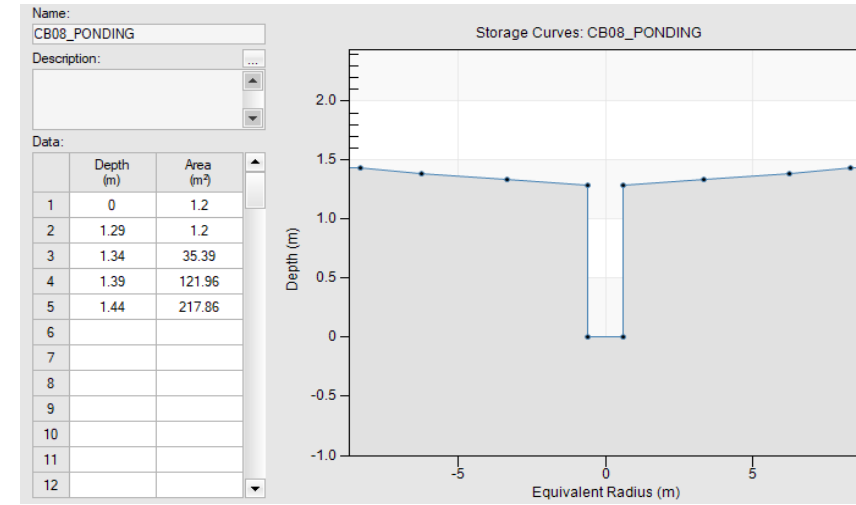 Name:
CB08_PONDING
Description:
...
Data:
Depth (m) Area (m²)
1 0 1.2
2 1.29 1.2
3 1.34 35.39
4 1.39 121.96
5 1.44 217.86
6
7
8
9
10
11
12
Storage Curves: CB08_PONDING
Depth (m)
2.0
1.5
1.0
0.5
0
-0.5
-1.0
-5 0 5
Equivalent Radius (m)